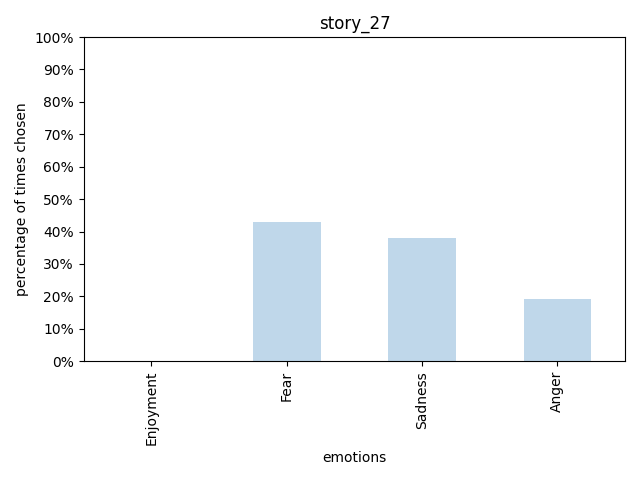 story_27
100%
90%
80%
70%
60%
50%
40%
30%
20%
10%
0%
percentage of times chosen
Enjoyment
Fear
Sadness
Anger
emotions